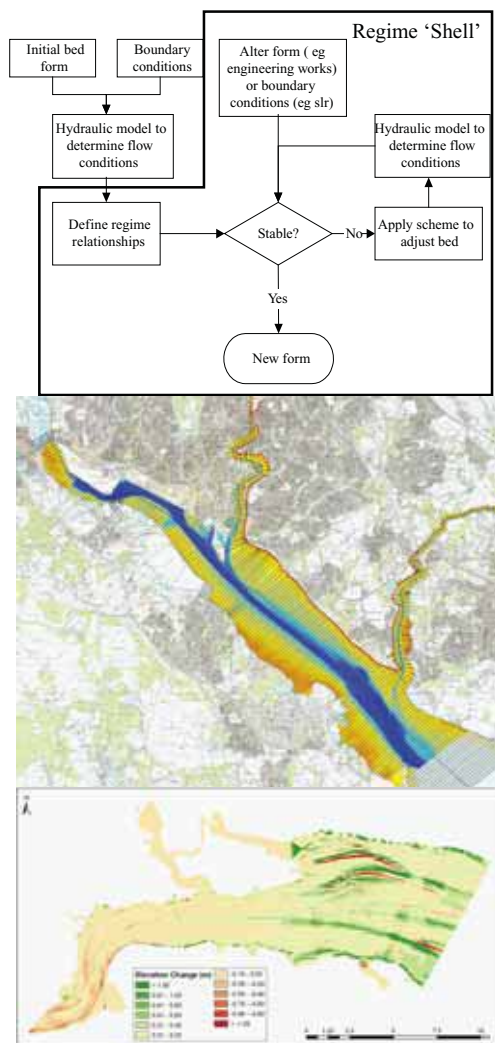 Regime ‘Shell’
Initial bed
form
Boundary
conditions
Alter form ( eg
engineering works)
or boundary
conditions (eg slr)
Hydraulic model to
determine flow
conditions
Hydraulic model to
determine flow
conditions
Define regime
relationships
Stable?
No
Apply scheme to
adjust bed
Yes
New form
Elevation Change (m)